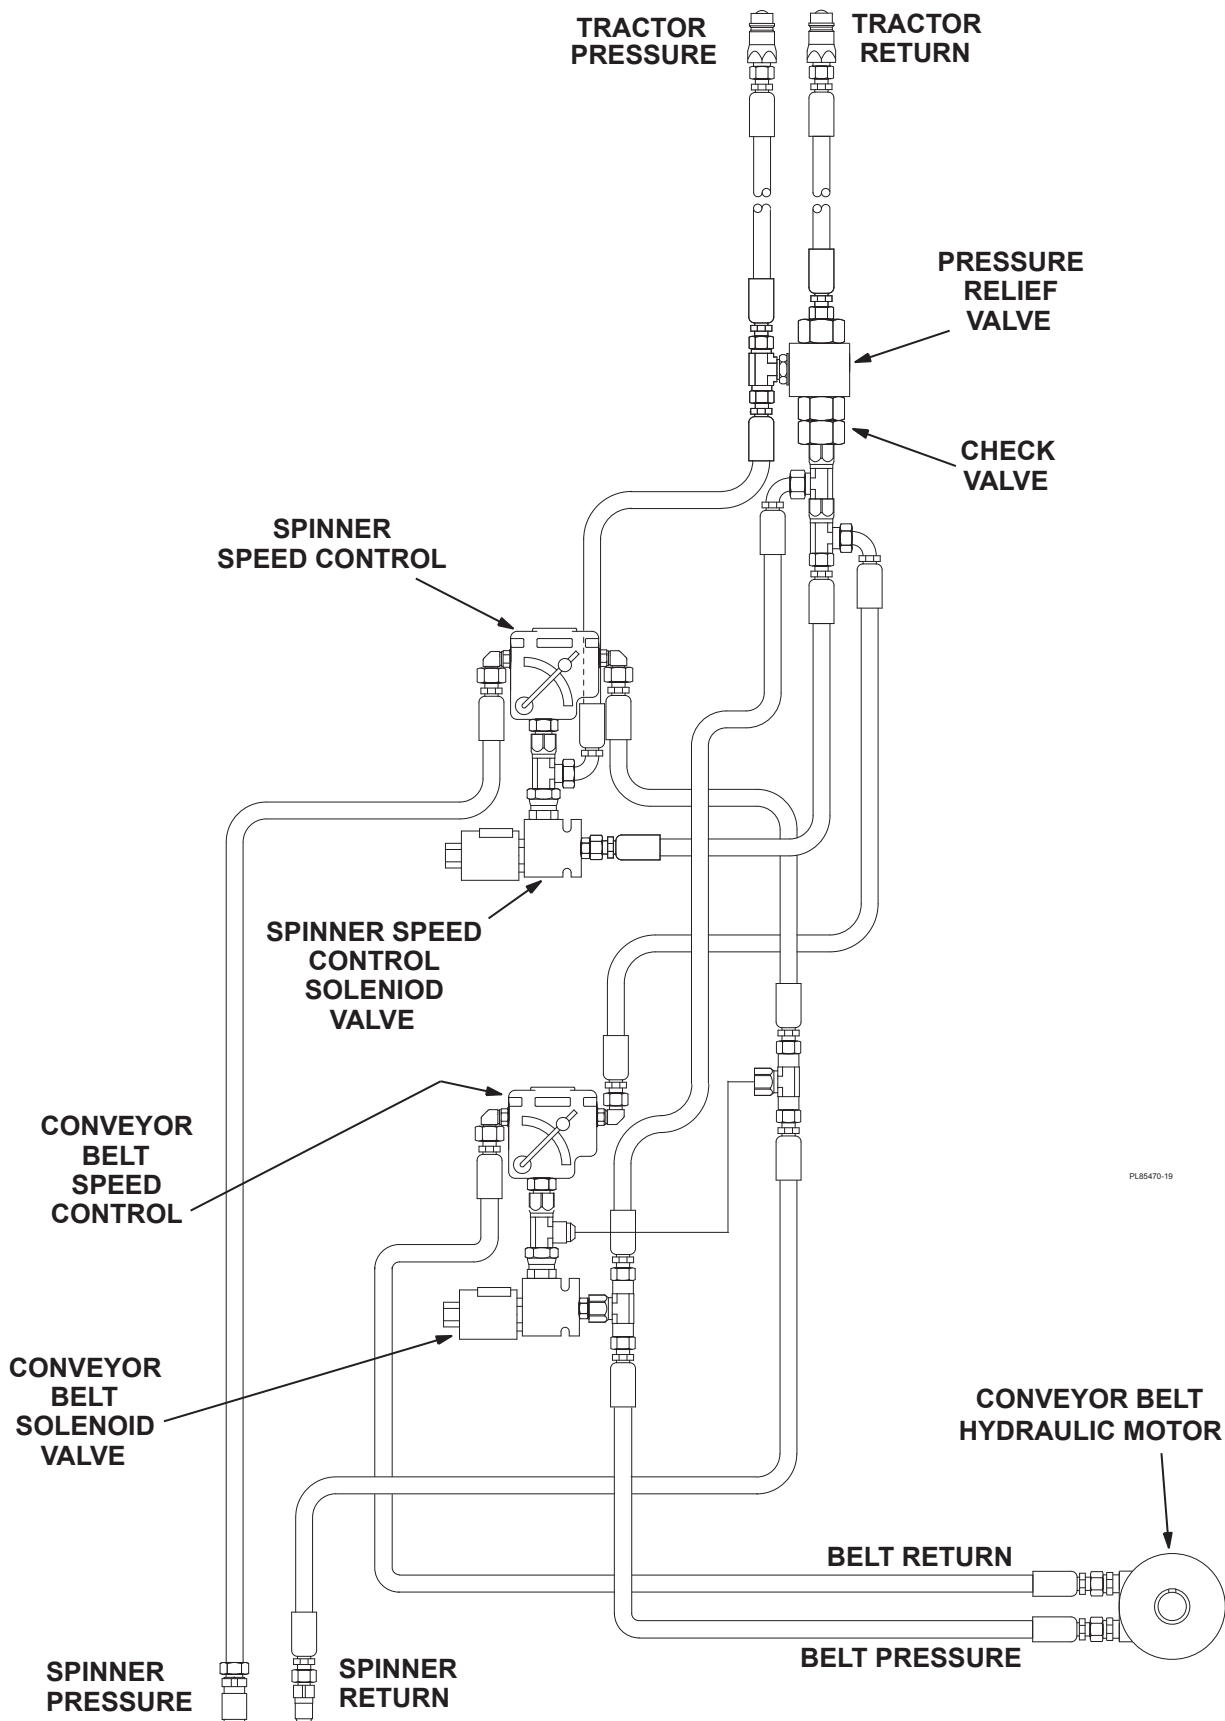 TRACTOR
PRESSURE
TRACTOR
RETURN
PRESSURE
RELIEF
VALVE
CHECK
VALVE
SPINNER
SPEED CONTROL
SPINNER SPEED
CONTROL
SOLENIOD
VALVE
CONVEYOR
BELT
SPEED
CONTROL
PL85470-19
CONVEYOR
BELT
SOLENOID
VALVE
CONVEYOR BELT
HYDRAULIC MOTOR
BELT RETURN
BELT PRESSURE
SPINNER
PRESSURE
SPINNER
RETURN